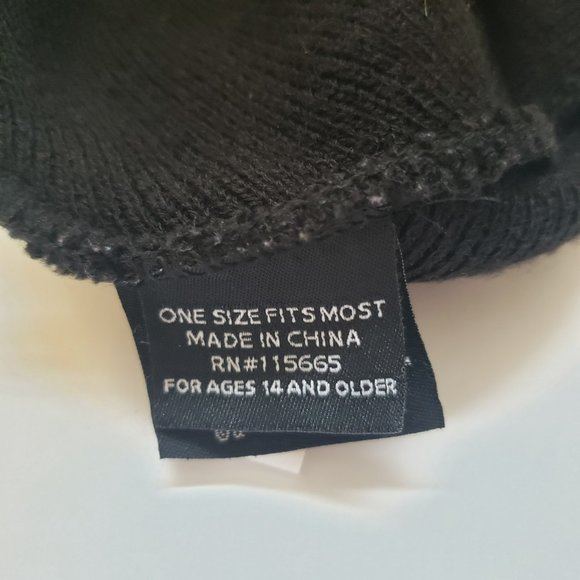 ONE SIZE FITS MOST
MADE IN CHINA
RN#115665
FOR AGES 14 AND OLDER